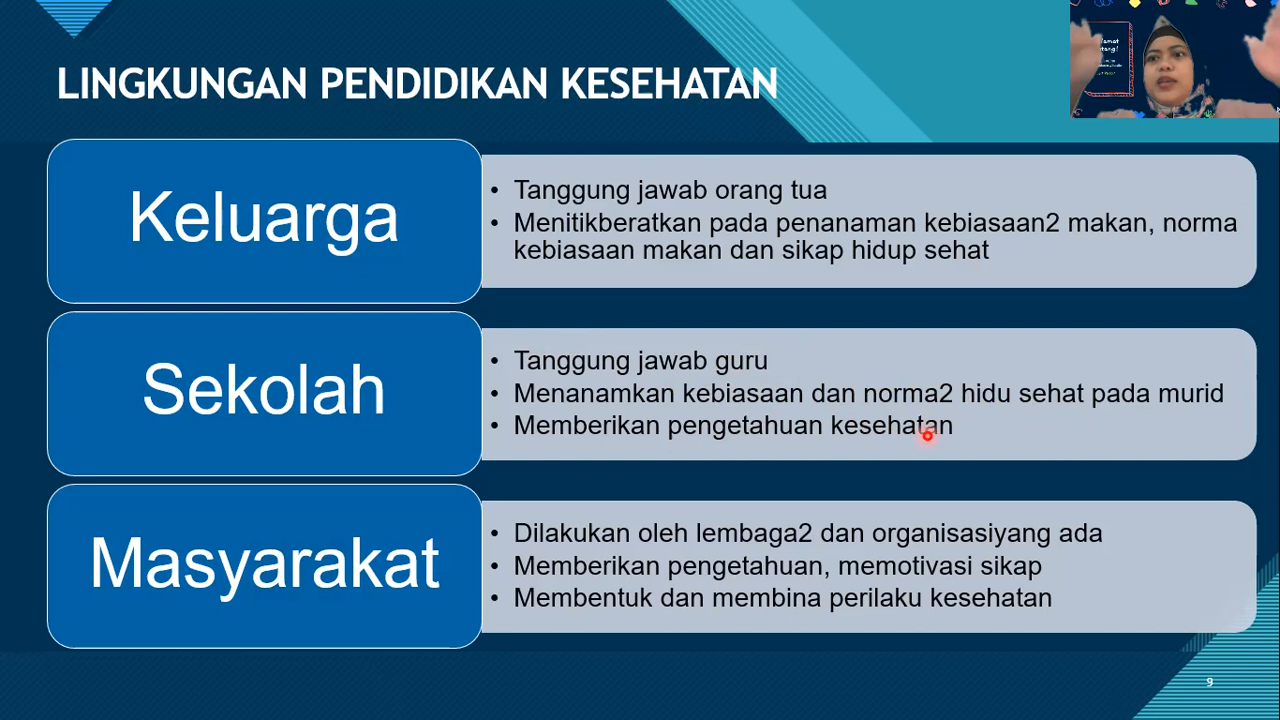 LINGKUNGAN PENDIDIKAN KESEHATAN
Keluarga
• Tanggung jawab orang tua
• Menitikberatkan pada penanaman kebiasaan2 makan, norma
kebiasaan makan dan sikap hidup sehat
Sekolah
• Tanggung jawab guru
• Menanamkan kebiasaan dan norma2 hidu sehat pada murid
• Memberikan pengetahuan kesehatan
Masyarakat
• Dilakukan oleh lembaga2 dan organisasiyang ada
• Memberikan pengetahuan, memotivasi sikap
• Membentuk dan membina perilaku kesehatan
9